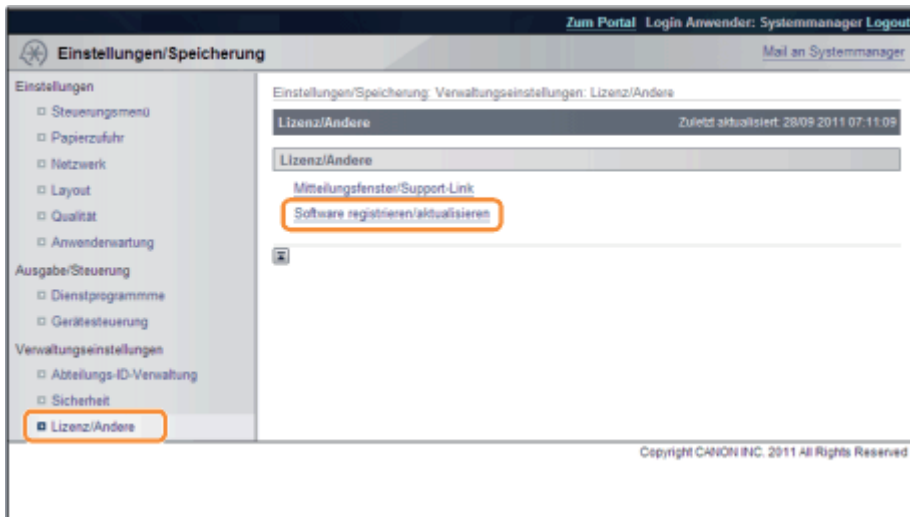 Zum Portal Login Anwender: Systemmanager Logout
Einstellungen/Speicherung
Mail an Systemmanager
Einstellungen
Steuerungsmenü
Papierzufuhr
Netzwerk
Layout
Qualität
Anwenderwartung
Ausgabe/Steuerung
Dienstprogrammme
Gerätesteuerung
Verwaltungseinstellungen
Abteilungs-ID-Verwaltung
Sicherheit
Lizenz/Andere
Einstellungen/Speicherung: Verwaltungseinstellungen: Lizenz/Andere
Lizenz/Andere Zuletzt aktualisiert: 28/09 2011 07:11:09
Lizenz/Andere
Mitteilungsfenster/Support-Link
Software registrieren/aktualisieren
Copyright CANON INC. 2011 All Rights Reserved